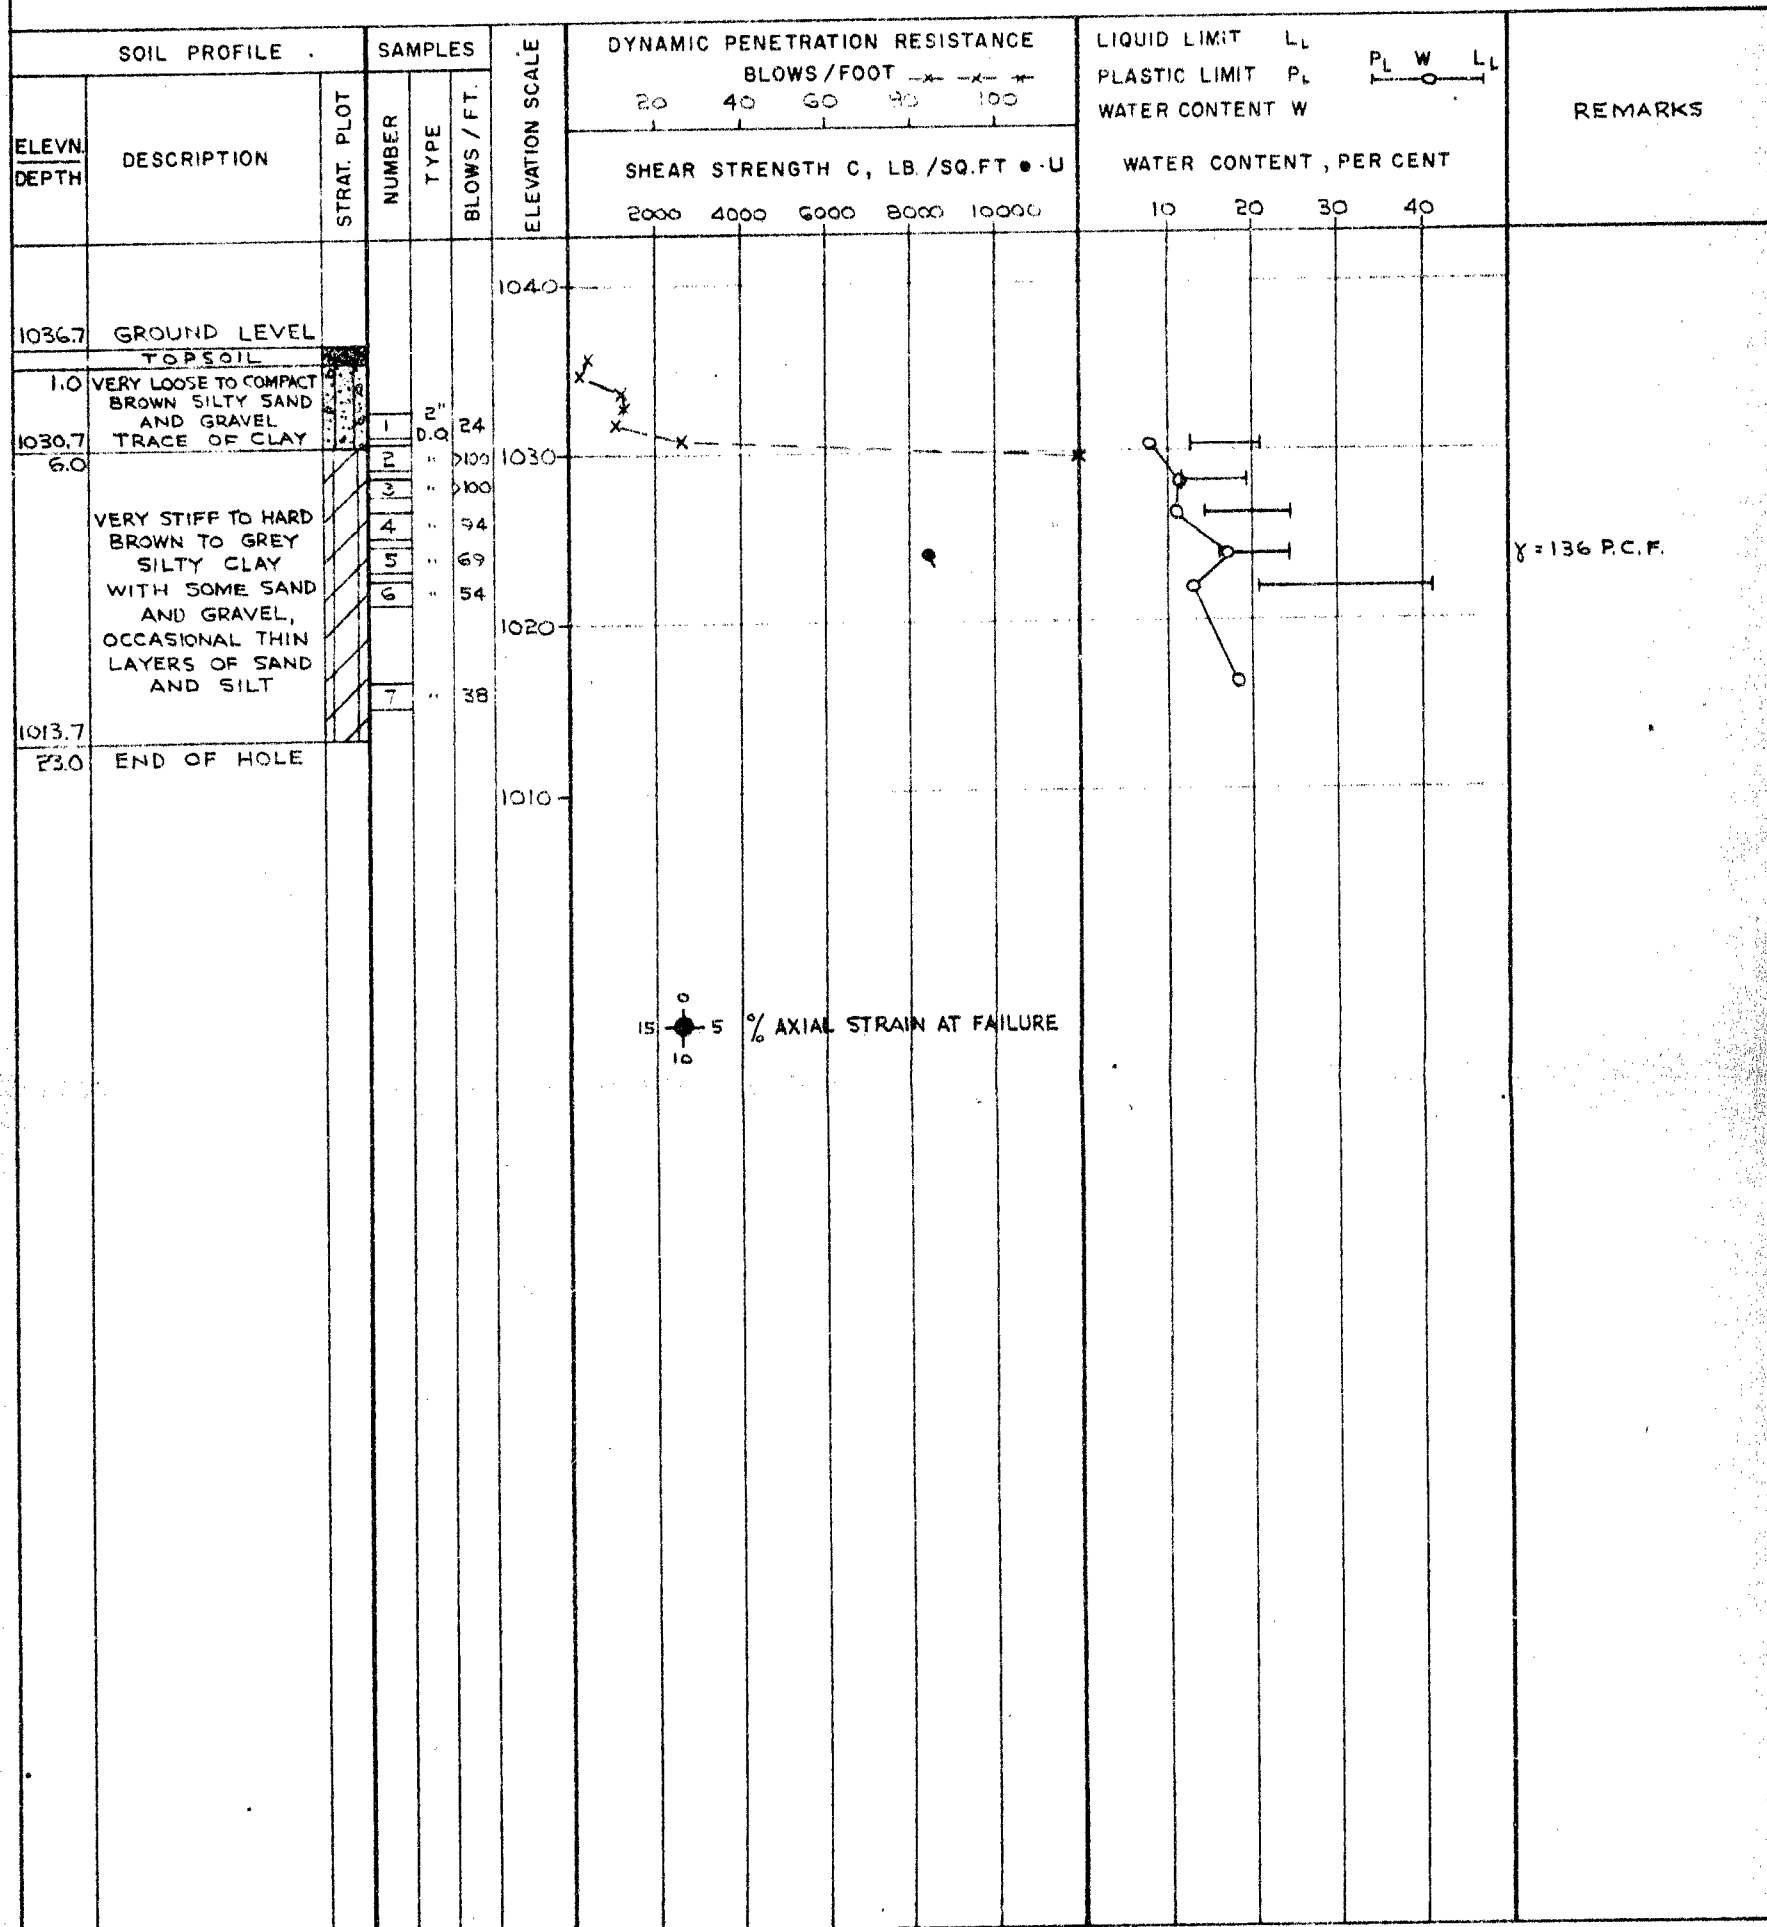 SOIL PROFILE .
SAMPLES
ELEVATION SCALE
DYNAMIC PENETRATION RESISTANCE
BLOWS/FOOT -x- -x- -x-
20 40 60 80 100
SHEAR STRENGTH C, LB./SQ.FT ● - U
2000 4000 6000 8000 10000
LIQUID LIMIT LL
PLASTIC LIMIT PL
WATER CONTENT W
PL W LL
WATER CONTENT, PER CENT
10 20 30 40
REMARKS
ELEVN.
DEPTH
DESCRIPTION
STRAT. PLOT
NUMBER
TYPE
BLOWS / FT.
1040
1036.7 GROUND LEVEL
TOPSOIL
1.0 VERY LOOSE TO COMPACT
BROWN SILTY SAND
AND GRAVEL
1030.7 TRACE OF CLAY
6.0
1 2" D.O. 24
2 " >100
1030
3 " >100
4 " 94
5 " 69
6 " 54
7 " 38
VERY STIFF TO HARD
BROWN TO GREY
SILTY CLAY
WITH SOME SAND
AND GRAVEL,
OCCASIONAL THIN
LAYERS OF SAND
AND SILT
γ = 136 P.C.F.
1020
1013.7
23.0 END OF HOLE
1010
0
15 5 % AXIAL STRAIN AT FAILURE
10